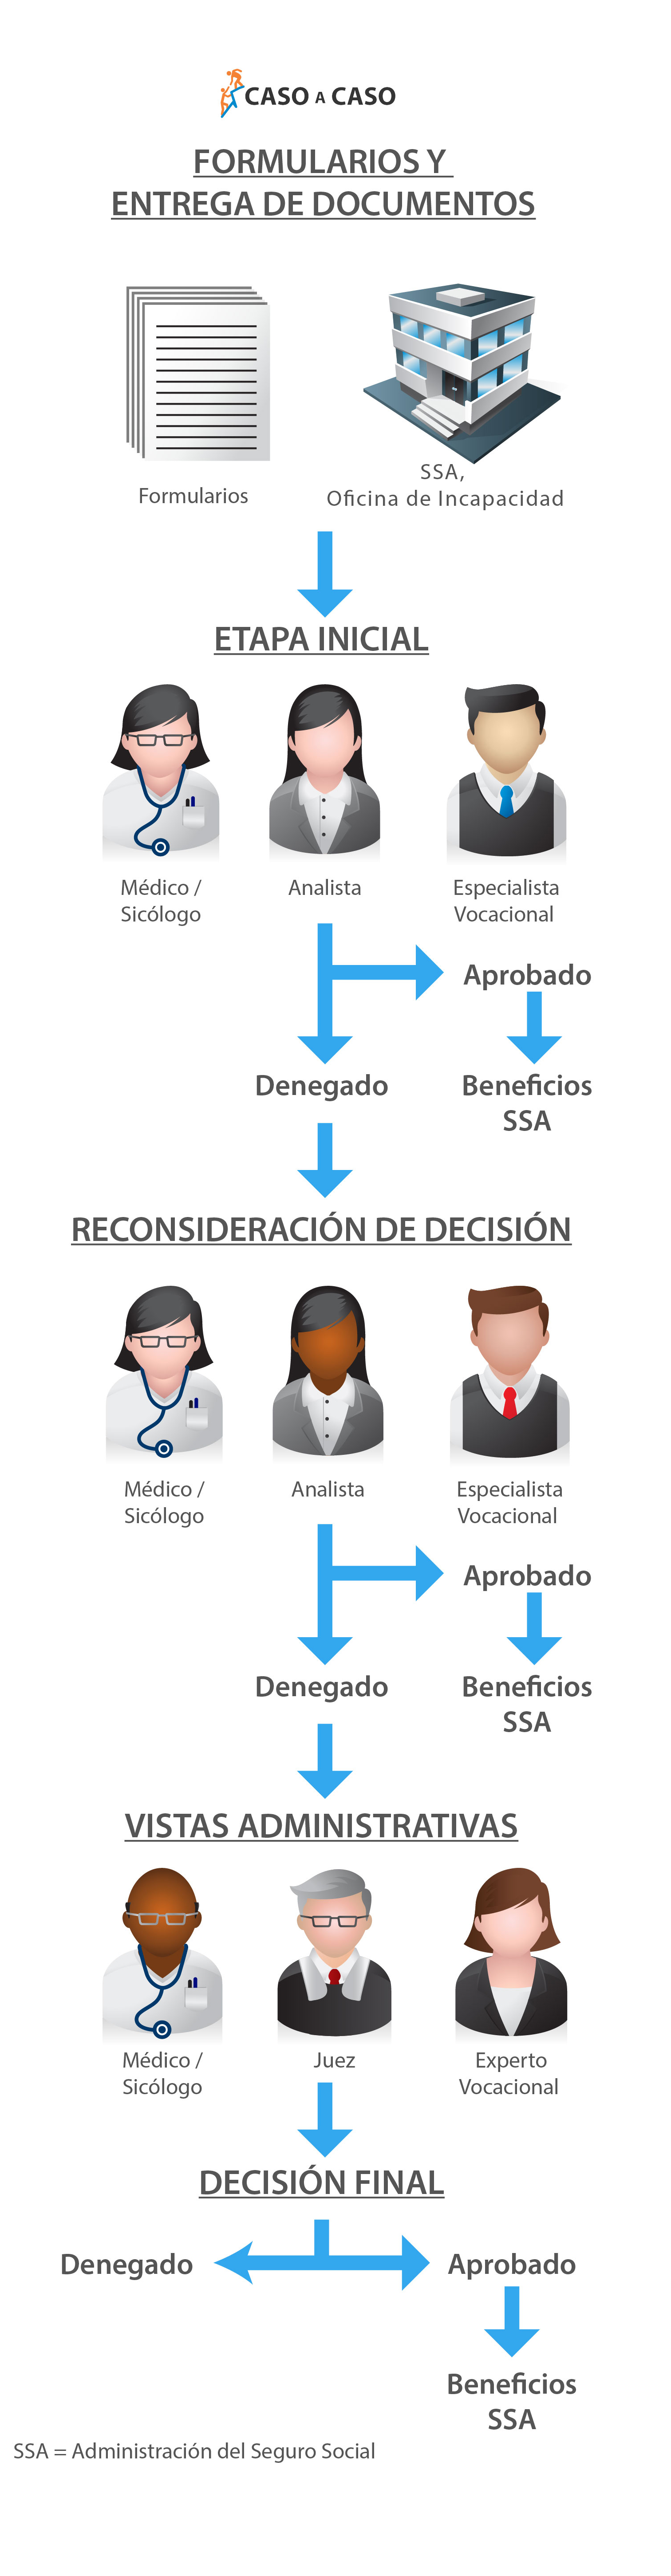 CASO A CASO
FORMULARIOS Y
ENTREGA DE DOCUMENTOS
Formularios
SSA,
Oficina de Incapacidad
ETAPA INICIAL
Médico /
Sicólogo
Analista
Especialista
Vocacional
Aprobado
Denegado
Beneficios
SSA
RECONSIDERACIÓN DE DECISIÓN
Médico /
Sicólogo
Analista
Especialista
Vocacional
Aprobado
Denegado
Beneficios
SSA
VISTAS ADMINISTRATIVAS
Médico /
Sicólogo
Juez
Experto
Vocacional
DECISIÓN FINAL
Denegado
Aprobado
Beneficios
SSA
SSA = Administración del Seguro Social